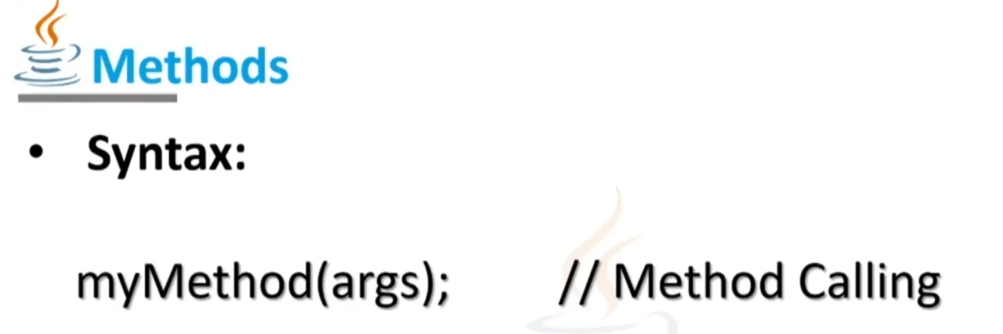 Methods
• Syntax:
myMethod(args); // Method Calling